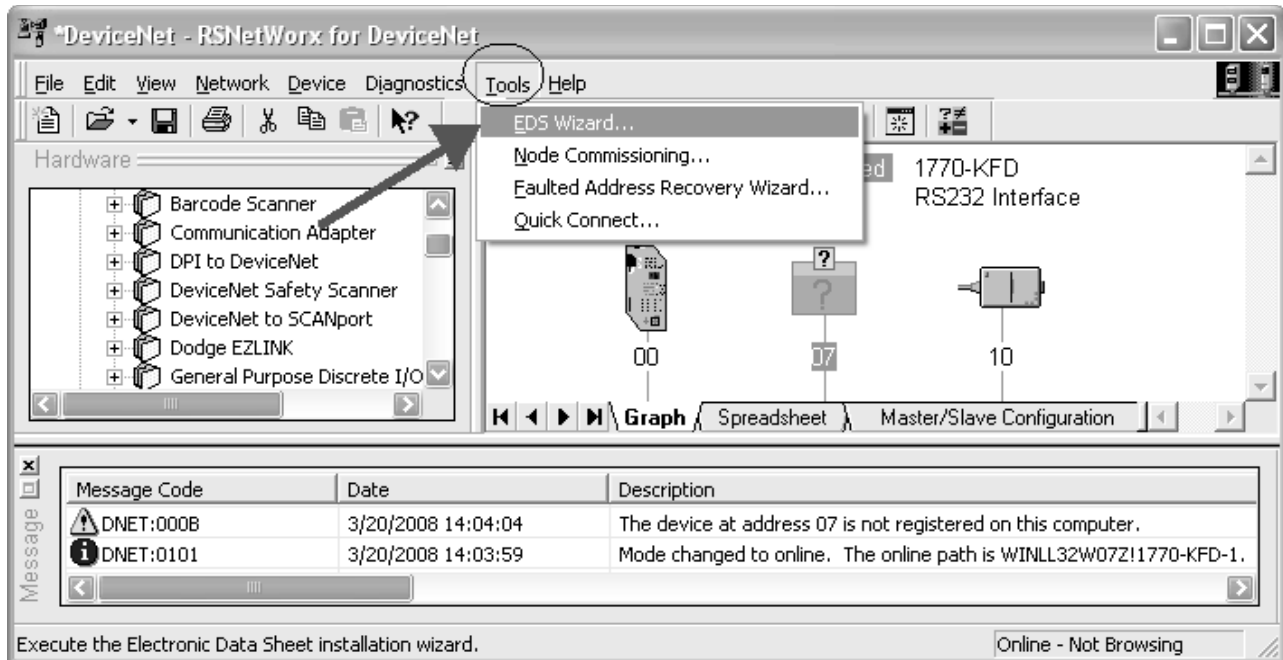 *DeviceNet - RSNetWorx for DeviceNet
File Edit View Network Device Diagnostics Tools Help
EDS Wizard...
Node Commissioning...
Faulted Address Recovery Wizard...
Quick Connect...
Hardware
Barcode Scanner
Communication Adapter
DPI to DeviceNet
DeviceNet Safety Scanner
DeviceNet to SCANport
Dodge EZLINK
General Purpose Discrete I/O
ed
1770-KFD
RS232 Interface
?
?
00 07 10
Graph Spreadsheet Master/Slave Configuration
Message
Message Code Date Description
DNET:000B 3/20/2008 14:04:04 The device at address 07 is not registered on this computer.
DNET:0101 3/20/2008 14:03:59 Mode changed to online. The online path is WINLL32W07Z!1770-KFD-1.
Execute the Electronic Data Sheet installation wizard. Online - Not Browsing